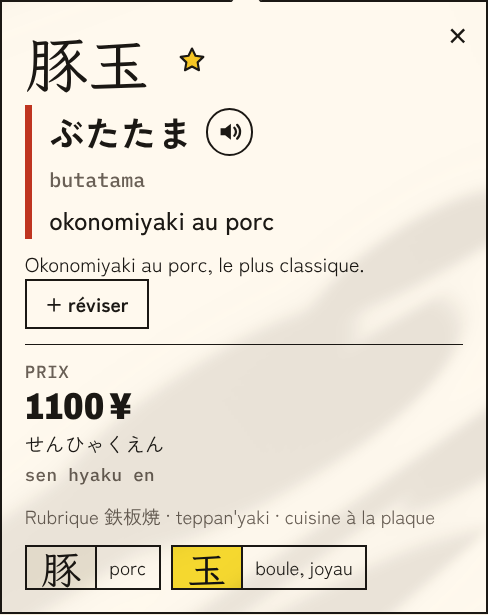 豚玉
ぶたたま
butatama
okonomiyaki au porc
Okonomiyaki au porc, le plus classique.
+ réviser
PRIX
1100 ¥
せんひゃくえん
sen hyaku en
Rubrique 鉄板焼 · teppan'yaki · cuisine à la plaque
豚 porc 玉 boule, joyau